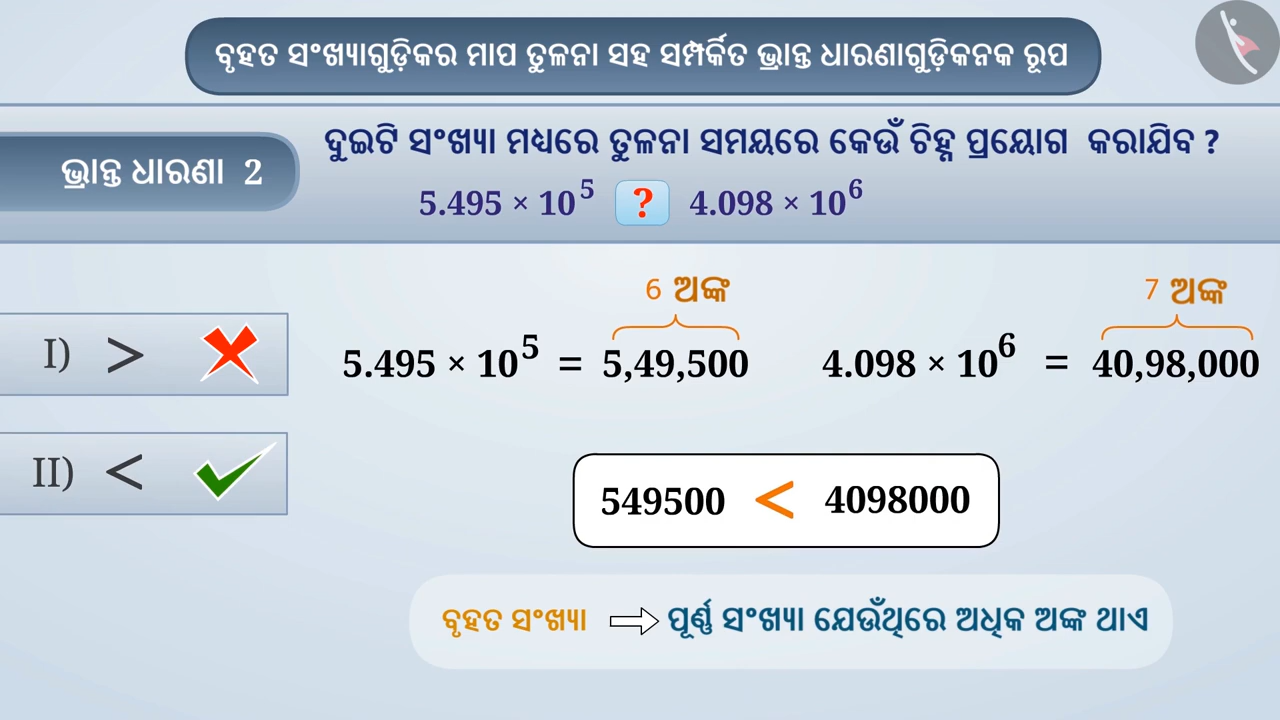 ବୃହତ ସଂଖ୍ୟାଗୁଡ଼ିକର ମାପ ତୁଳନା ସହ ସମ୍ପର୍କିତ ଭ୍ରାନ୍ତ ଧାରଣାଗୁଡ଼ିକନକ ରୂପ
ଭ୍ରାନ୍ତ ଧାରଣା 2
ଦୁଇଟି ସଂଖ୍ୟା ମଧ୍ୟରେ ତୁଳନା ସମୟରେ କେଉଁ ଚିହ୍ନ ପ୍ରୟୋଗ କରାଯିବ ?
5.495 × 10⁵ ? 4.098 × 10⁶
6 ଅଙ୍କ 7 ଅଙ୍କ
I) >
5.495 × 10⁵ = 5,49,500 4.098 × 10⁶ = 40,98,000
II) <
549500 < 4098000
ବୃହତ ସଂଖ୍ୟା ⇨ ପୂର୍ଣ୍ଣ ସଂଖ୍ୟା ଯେଉଁଥିରେ ଅଧିକ ଅଙ୍କ ଥାଏ